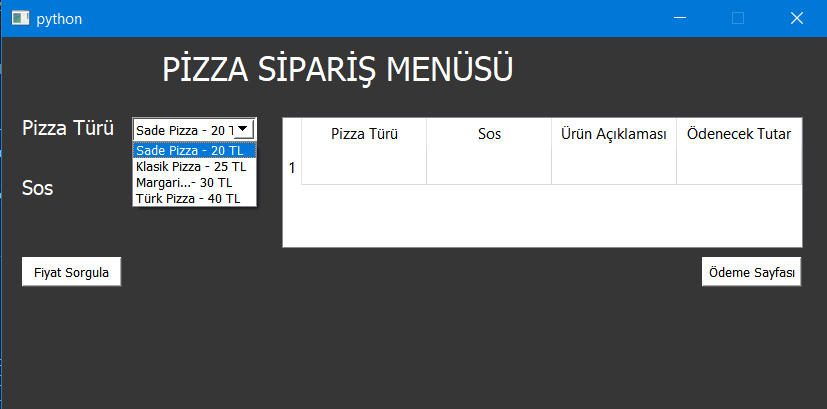 python
PİZZA SİPARİŞ MENÜSÜ
Pizza Türü
Sade Pizza - 20 T
Sade Pizza - 20 TL
Klasik Pizza - 25 TL
Margari...- 30 TL
Türk Pizza - 40 TL
Sos
Pizza Türü Sos Ürün Açıklaması Ödenecek Tutar
1
Fiyat Sorgula
Ödeme Sayfası